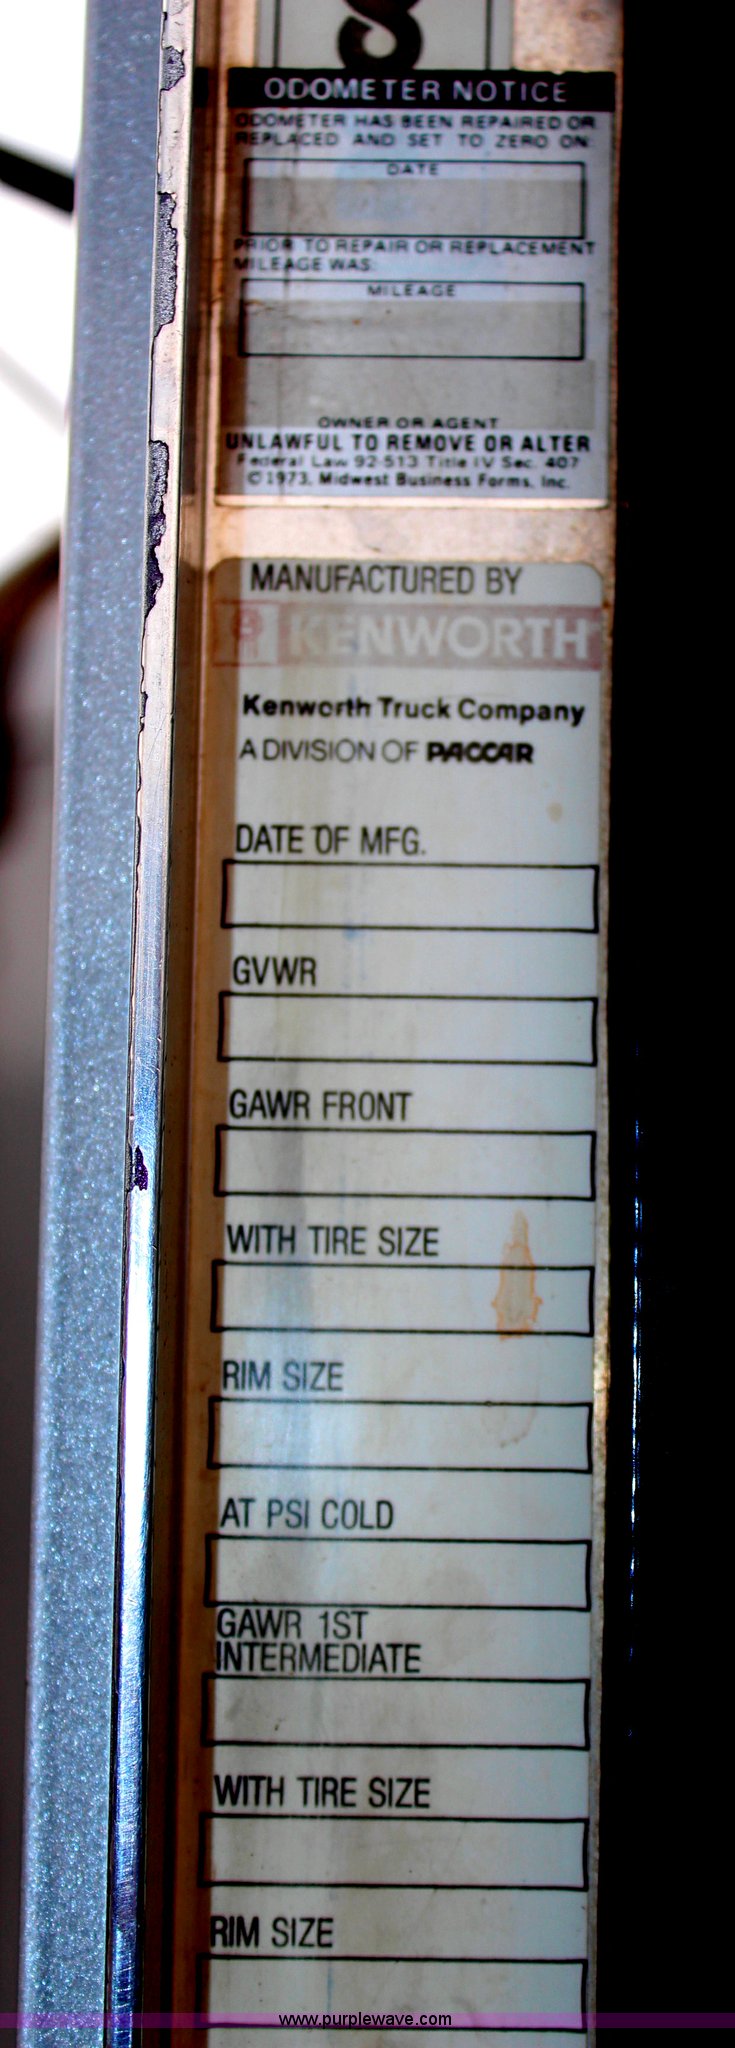 ODOMETER NOTICE
ODOMETER HAS BEEN REPAIRED OR
REPLACED AND SET TO ZERO ON:
DATE
PRIOR TO REPAIR OR REPLACEMENT
MILEAGE WAS:
MILEAGE
OWNER OR AGENT
UNLAWFUL TO REMOVE OR ALTER
Federal Law 92-513 Title IV Sec. 407
©1973, Midwest Business Forms, Inc.
MANUFACTURED BY
KENWORTH
Kenworth Truck Company
A DIVISION OF PACCAR
DATE OF MFG.
GVWR
GAWR FRONT
WITH TIRE SIZE
RIM SIZE
AT PSI COLD
GAWR 1ST
INTERMEDIATE
WITH TIRE SIZE
RIM SIZE
www.purplewave.com